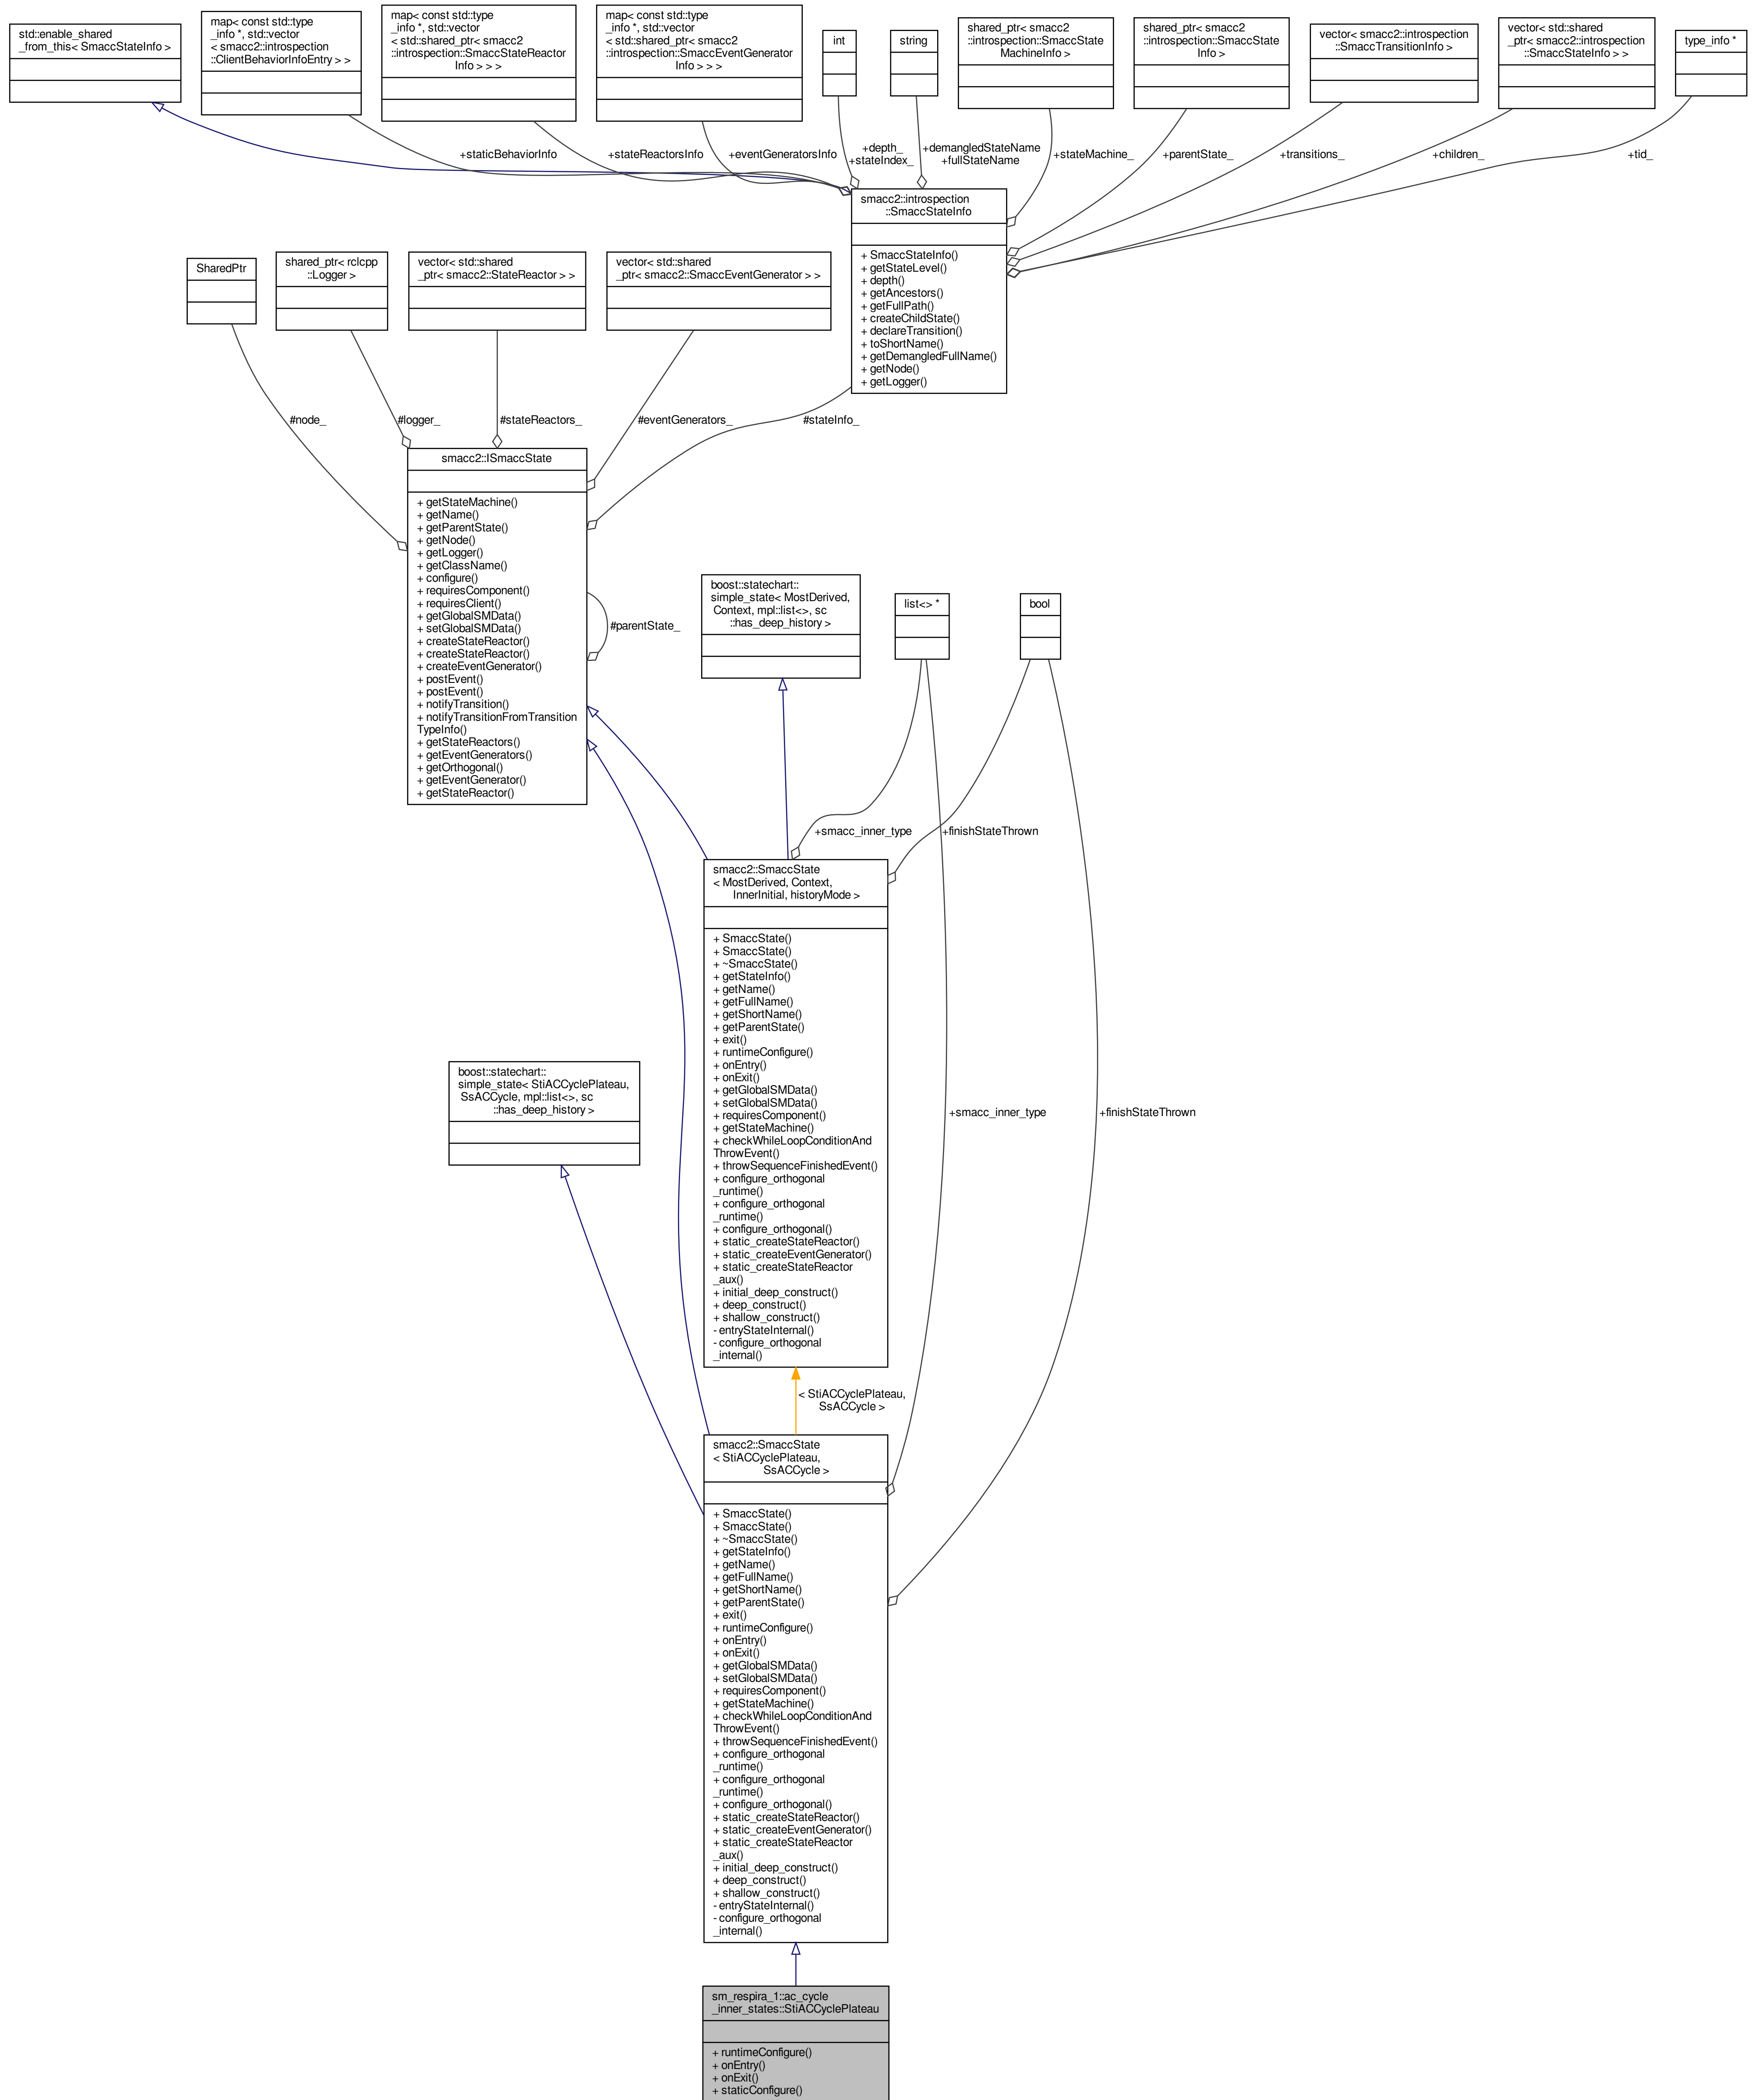 std::enable_shared
_from_this< SmaccStateInfo >
map< const std::type
_info *, std::vector
< smacc2::introspection
::ClientBehaviorInfoEntry > >
map< const std::type
_info *, std::vector
< std::shared_ptr< smacc2
::introspection::SmaccStateReactor
Info > > >
map< const std::type
_info *, std::vector
< std::shared_ptr< smacc2
::introspection::SmaccEventGenerator
Info > > >
int
string
shared_ptr< smacc2
::introspection::SmaccState
MachineInfo >
shared_ptr< smacc2
::introspection::SmaccState
Info >
vector< smacc2::introspection
::SmaccTransitionInfo >
vector< std::shared
_ptr< smacc2::introspection
::SmaccStateInfo > >
type_info *
+staticBehaviorInfo
+stateReactorsInfo
+eventGeneratorsInfo
+depth_
+stateIndex_
+demangledStateName
+fullStateName
+stateMachine_
+parentState_
+transitions_
+children_
+tid_
smacc2::introspection
::SmaccStateInfo
+ SmaccStateInfo()
+ getStateLevel()
+ depth()
+ getAncestors()
+ getFullPath()
+ createChildState()
+ declareTransition()
+ toShortName()
+ getDemangledFullName()
+ getNode()
+ getLogger()
SharedPtr
shared_ptr< rclcpp
::Logger >
vector< std::shared
_ptr< smacc2::StateReactor > >
vector< std::shared
_ptr< smacc2::SmaccEventGenerator > >
#node_
#logger_
#stateReactors_
#eventGenerators_
#stateInfo_
smacc2::ISmaccState
+ getStateMachine()
+ getName()
+ getParentState()
+ getNode()
+ getLogger()
+ getClassName()
+ configure()
+ requiresComponent()
+ requiresClient()
+ getGlobalSMData()
+ setGlobalSMData()
+ createStateReactor()
+ createStateReactor()
+ createEventGenerator()
+ postEvent()
+ postEvent()
+ notifyTransition()
+ notifyTransitionFromTransition
TypeInfo()
+ getStateReactors()
+ getEventGenerators()
+ getOrthogonal()
+ getEventGenerator()
+ getStateReactor()
#parentState_
boost::statechart::
simple_state< MostDerived,
Context, mpl::list<>, sc
::has_deep_history >
list<> *
bool
+smacc_inner_type
+finishStateThrown
smacc2::SmaccState
< MostDerived, Context,
InnerInitial, historyMode >
+ SmaccState()
+ SmaccState()
+ ~SmaccState()
+ getStateInfo()
+ getName()
+ getFullName()
+ getShortName()
+ getParentState()
+ exit()
+ runtimeConfigure()
+ onEntry()
+ onExit()
+ getGlobalSMData()
+ setGlobalSMData()
+ requiresComponent()
+ getStateMachine()
+ checkWhileLoopConditionAnd
ThrowEvent()
+ throwSequenceFinishedEvent()
+ configure_orthogonal
_runtime()
+ configure_orthogonal
_runtime()
+ configure_orthogonal()
+ static_createStateReactor()
+ static_createEventGenerator()
+ static_createStateReactor
_aux()
+ initial_deep_construct()
+ deep_construct()
+ shallow_construct()
- entryStateInternal()
- configure_orthogonal
_internal()
boost::statechart::
simple_state< StiACCyclePlateau,
SsACCycle, mpl::list<>, sc
::has_deep_history >
+smacc_inner_type
+finishStateThrown
< StiACCyclePlateau,
SsACCycle >
smacc2::SmaccState
< StiACCyclePlateau,
SsACCycle >
+ SmaccState()
+ SmaccState()
+ ~SmaccState()
+ getStateInfo()
+ getName()
+ getFullName()
+ getShortName()
+ getParentState()
+ exit()
+ runtimeConfigure()
+ onEntry()
+ onExit()
+ getGlobalSMData()
+ setGlobalSMData()
+ requiresComponent()
+ getStateMachine()
+ checkWhileLoopConditionAnd
ThrowEvent()
+ throwSequenceFinishedEvent()
+ configure_orthogonal
_runtime()
+ configure_orthogonal
_runtime()
+ configure_orthogonal()
+ static_createStateReactor()
+ static_createEventGenerator()
+ static_createStateReactor
_aux()
+ initial_deep_construct()
+ deep_construct()
+ shallow_construct()
- entryStateInternal()
- configure_orthogonal
_internal()
sm_respira_1::ac_cycle
_inner_states::StiACCyclePlateau
+ runtimeConfigure()
+ onEntry()
+ onExit()
+ staticConfigure()